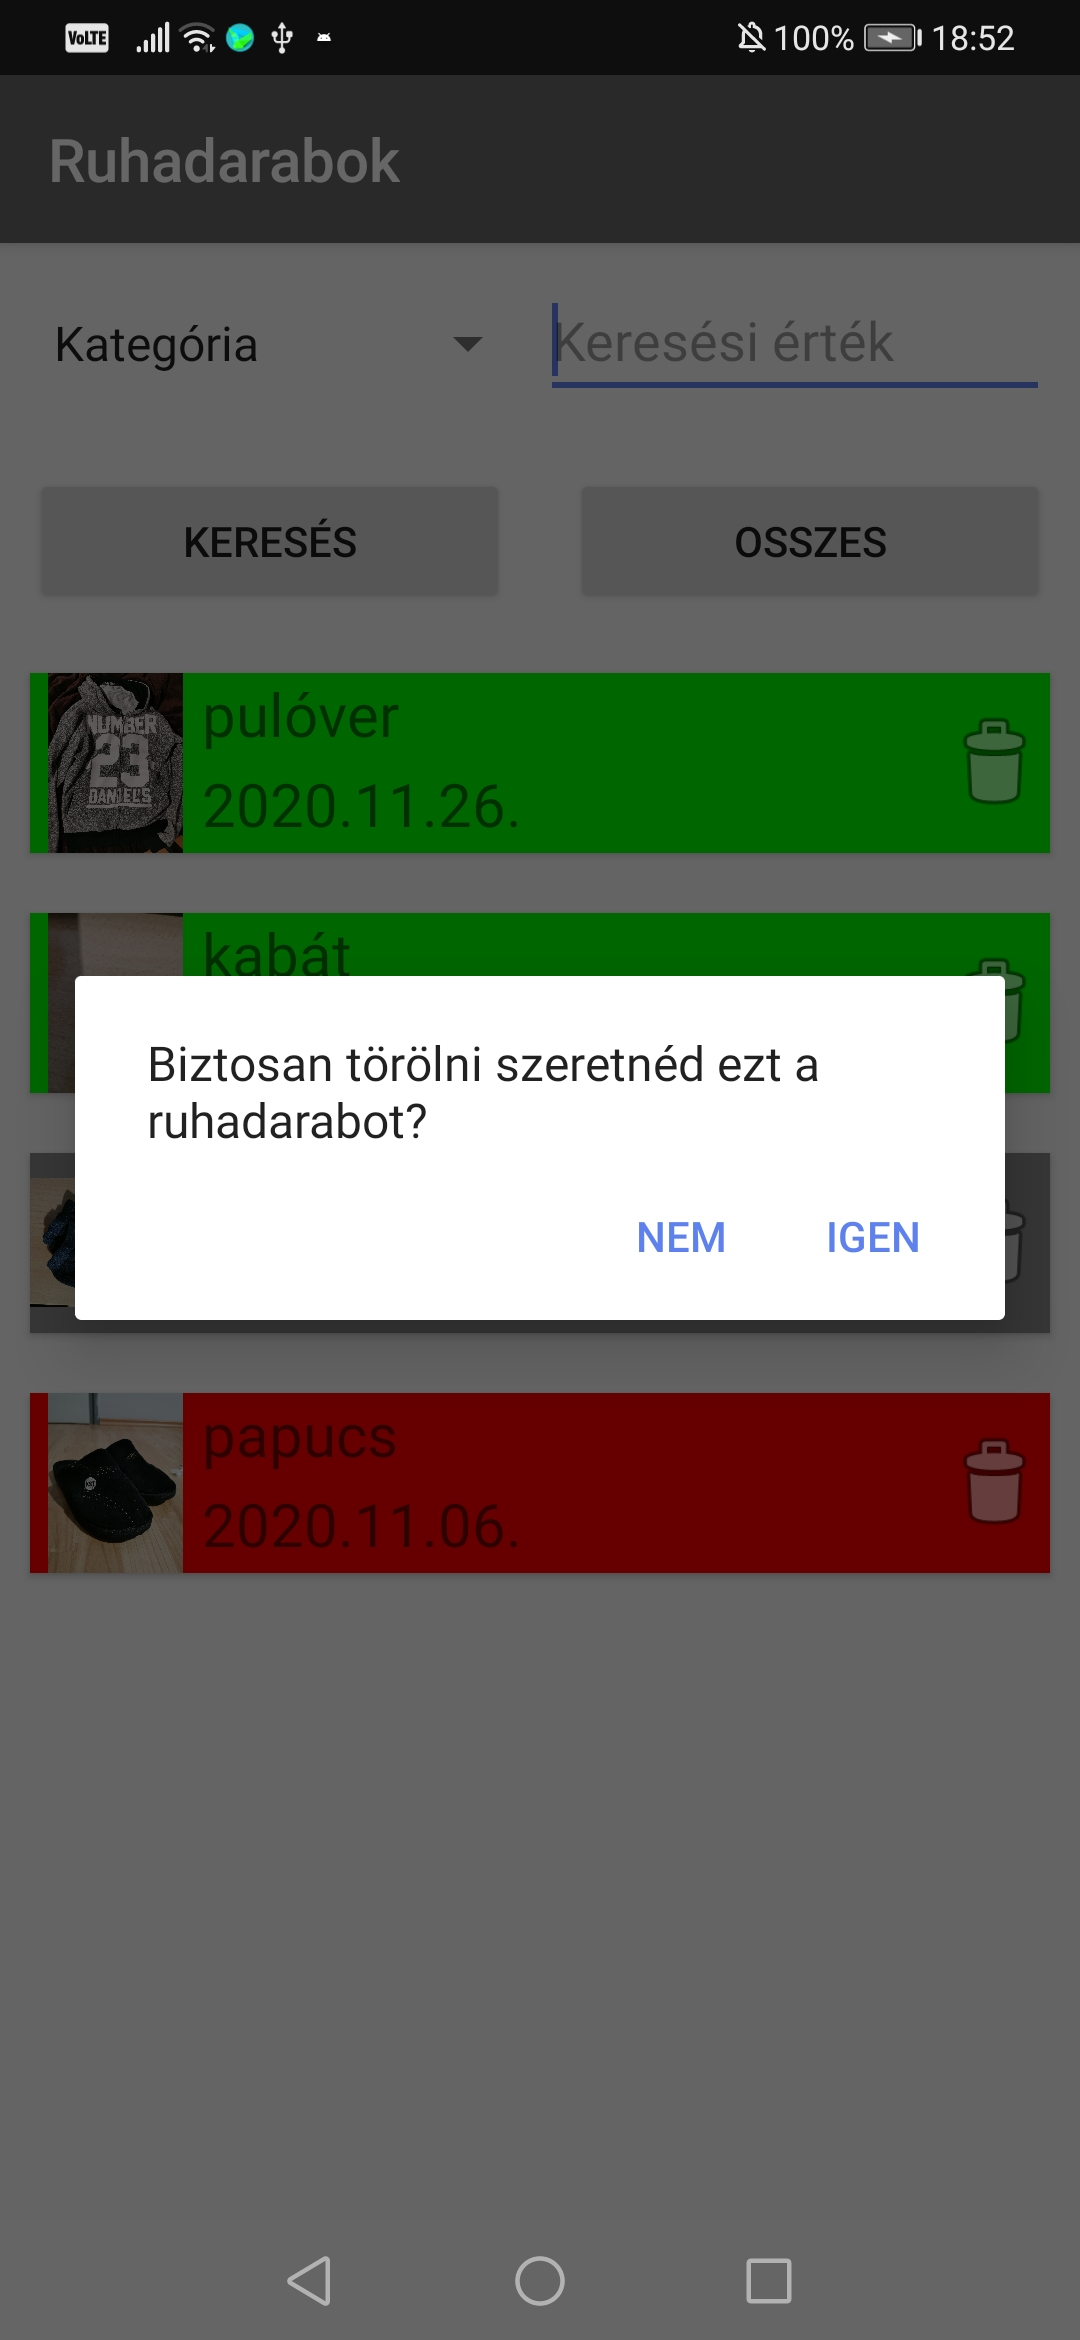 VoLTE 100% 18:52
Ruhadarabok
Kategória Keresési érték
KERESÉS OSSZES
NUMBER
23
DANIEL'S
pulóver
2020.11.26.
kabát
Biztosan törölni szeretnéd ezt a
ruhadarabot?
NEM IGEN
papucs
2020.11.06.